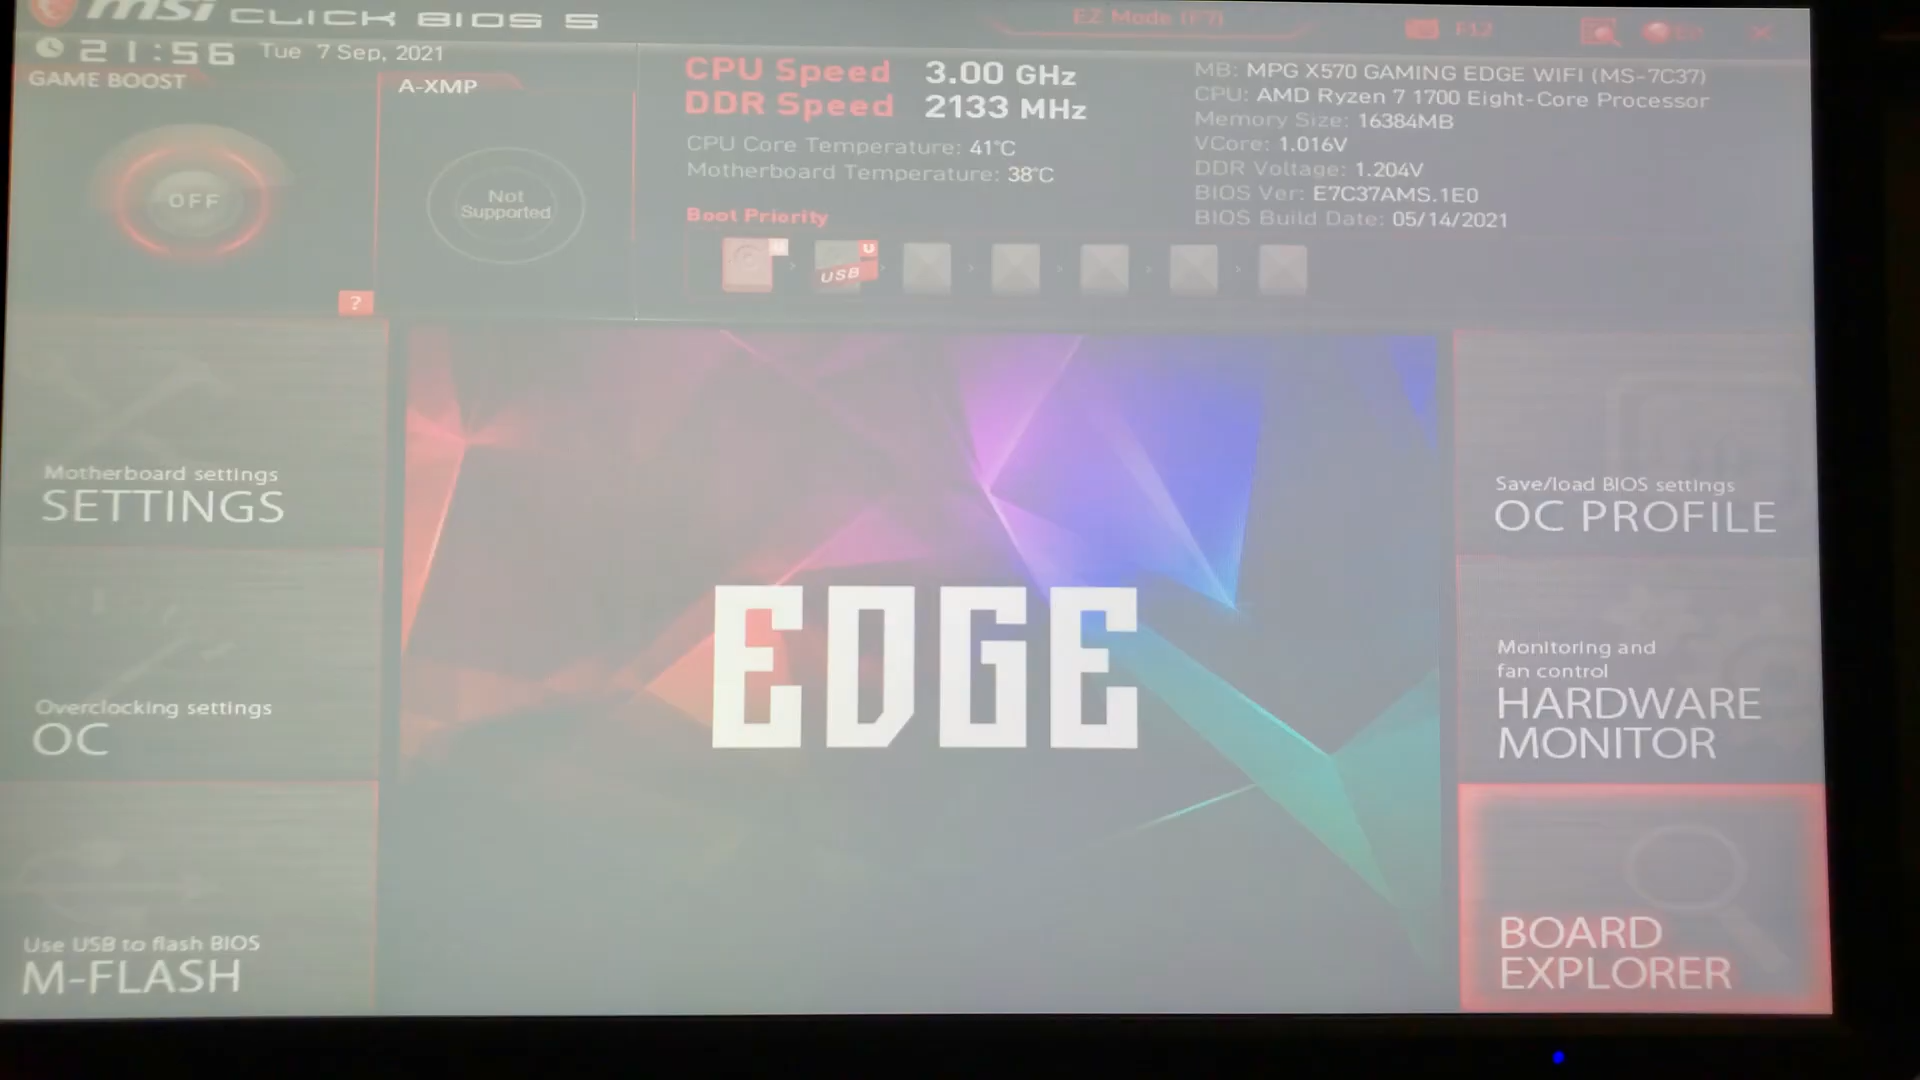 msi CLICK BIOS 5
EZ Mode (F7)
F12
21:56 Tue 7 Sep, 2021
GAME BOOST
OFF
?
A-XMP
Not
Supported
CPU Speed 3.00 GHz
DDR Speed 2133 MHz
CPU Core Temperature: 41°C
Motherboard Temperature: 38°C
Boot Priority
U
USB U
MB: MPG X570 GAMING EDGE WIFI (MS-7C37)
CPU: AMD Ryzen 7 1700 Eight-Core Processor
Memory Size: 16384MB
VCore: 1.016V
DDR Voltage: 1.204V
BIOS Ver: E7C37AMS.1E0
BIOS Build Date: 05/14/2021
Motherboard settings
SETTINGS
Overclocking settings
OC
Use USB to flash BIOS
M-FLASH
EDGE
Save/load BIOS settings
OC PROFILE
Monitoring and
fan control
HARDWARE
MONITOR
BOARD
EXPLORER